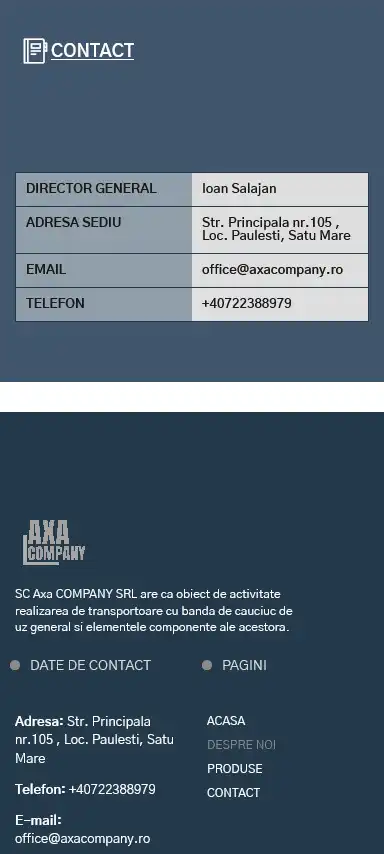 CONTACT
DIRECTOR GENERAL
Ioan Salajan
ADRESA SEDIU
Str. Principala nr.105 ,
Loc. Paulesti, Satu Mare
EMAIL
office@axacompany.ro
TELEFON
+40722388979
AXA
COMPANY
SC Axa COMPANY SRL are ca obiect de activitate
realizarea de transportoare cu banda de cauciuc de
uz general si elementele componente ale acestora.
DATE DE CONTACT
Adresa: Str. Principala
nr.105 , Loc. Paulesti, Satu
Mare
Telefon: +40722388979
E-mail:
office@axacompany.ro
PAGINI
ACASA
DESPRE NOI
PRODUSE
CONTACT